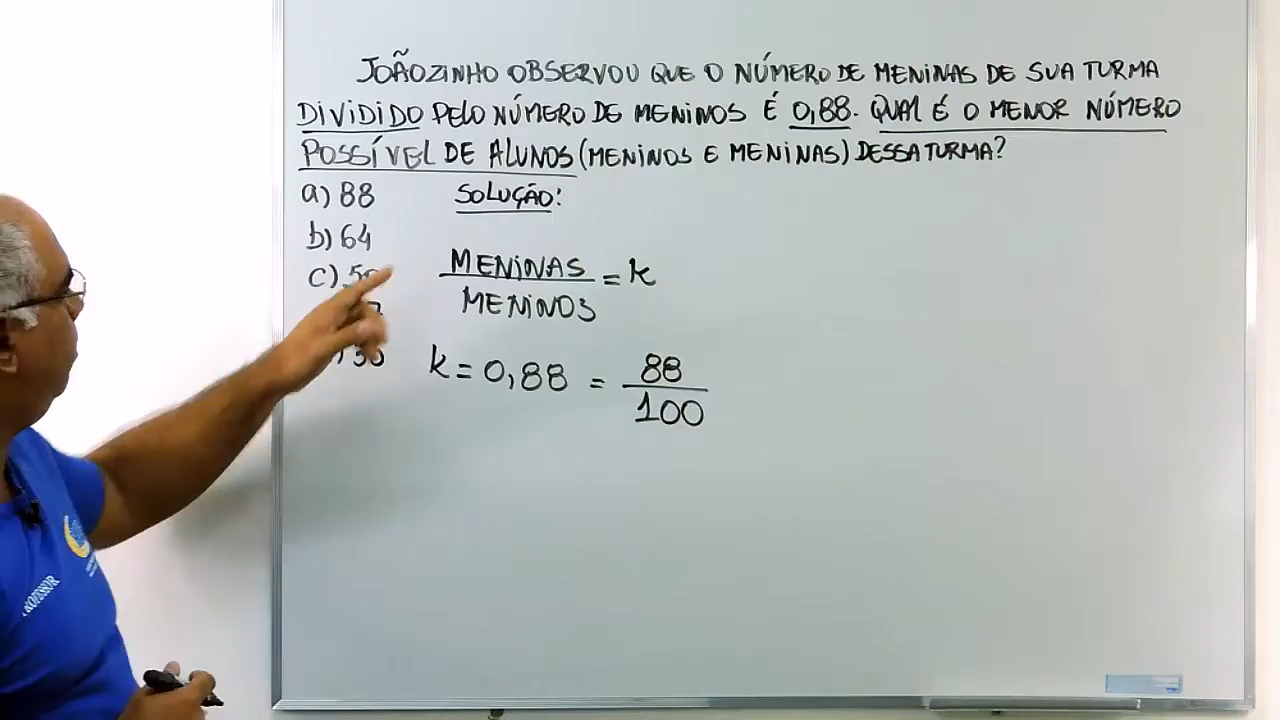 JOÃOZINHO OBSERVOU QUE O NÚMERO DE MENINAS DE SUA TURMA
DIVIDIDO PELO NÚMERO DE MENINOS É 0,88. QUAL É O MENOR NÚMERO
POSSÍVEL DE ALUNOS (MENINOS E MENINAS) DESSA TURMA?
a) 88
SOLUÇÃO:
b) 64
c)
MENINAS
= k
MENINOS
k = 0,88 = 88
100
PROFESSOR